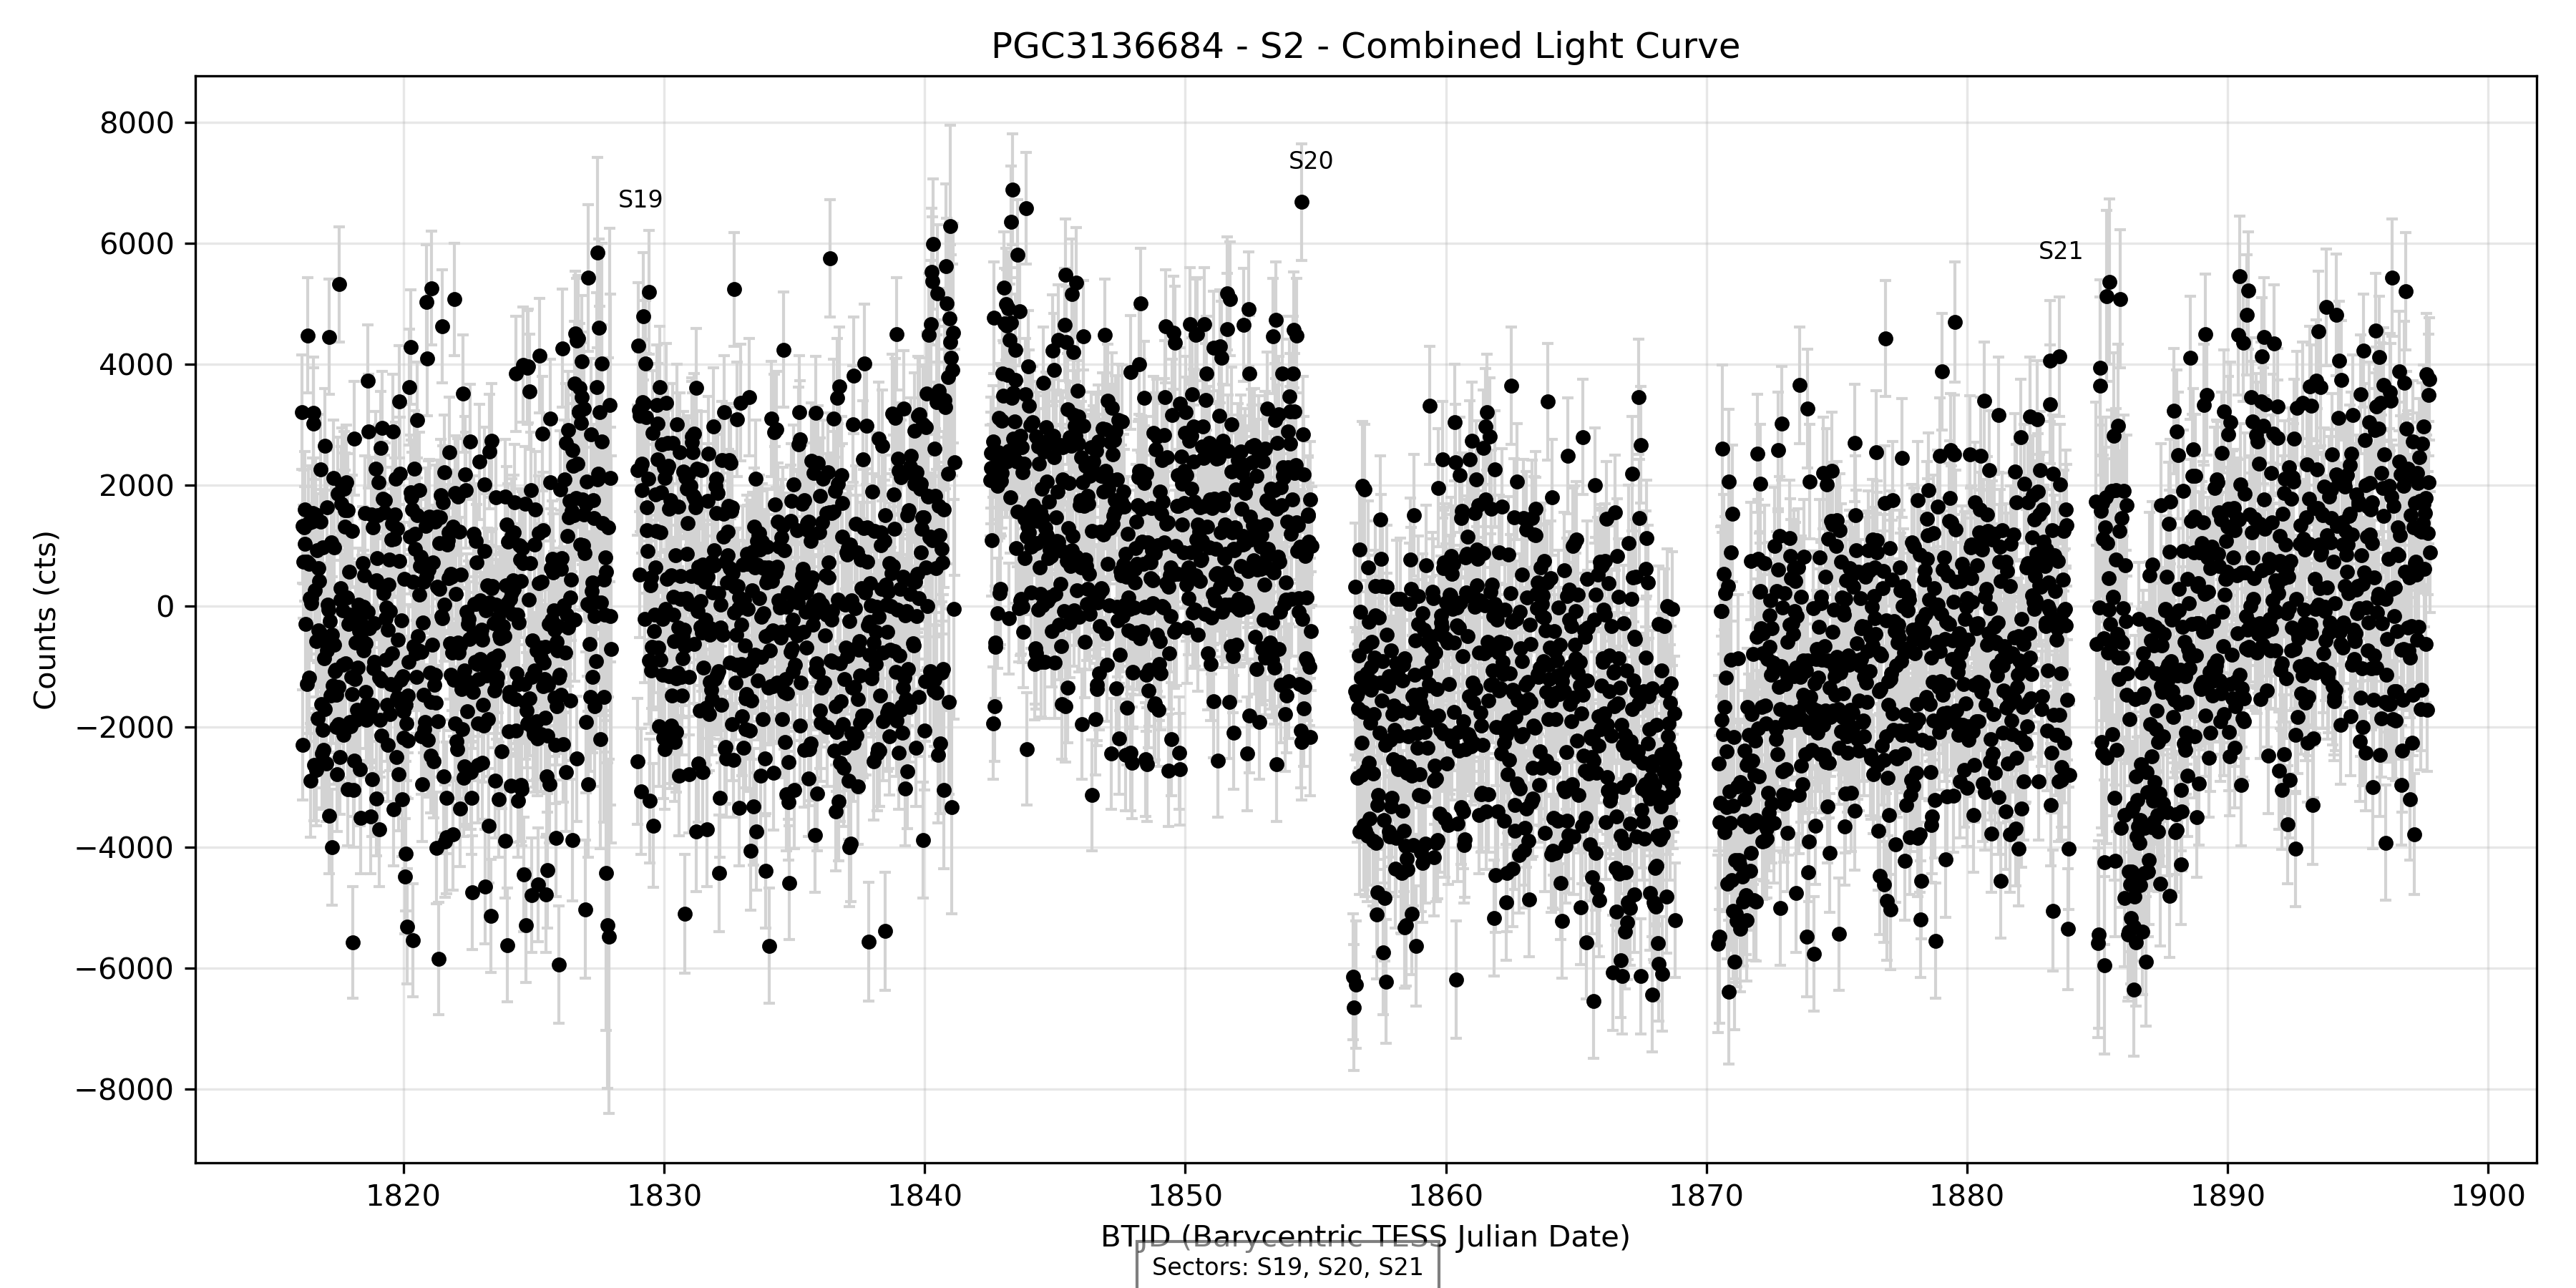 PGC3136684 - S2 - Combined Light Curve
8000
6000
4000
2000
0
−2000
−4000
−6000
−8000
Counts (cts)
S19
S20
S21
1820
1830
1840
1850
1860
1870
1880
1890
1900
BTJD (Barycentric TESS Julian Date)
Sectors: S19, S20, S21